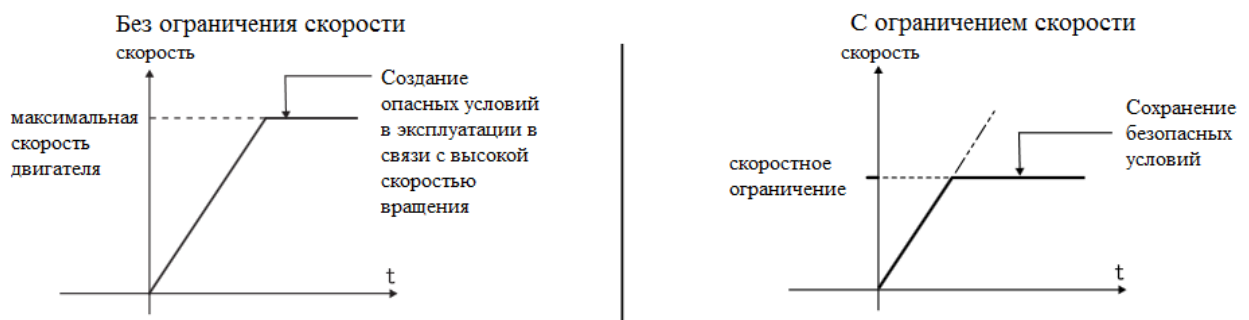 Без ограничения скорости
скорость
максимальная
скорость
двигателя
Создание
опасных условий
в эксплуатации в
связи с высокой
скоростью
вращения
t
С ограничением скорости
скорость
скоростное
ограничение
Сохранение
безопасных
условий
t